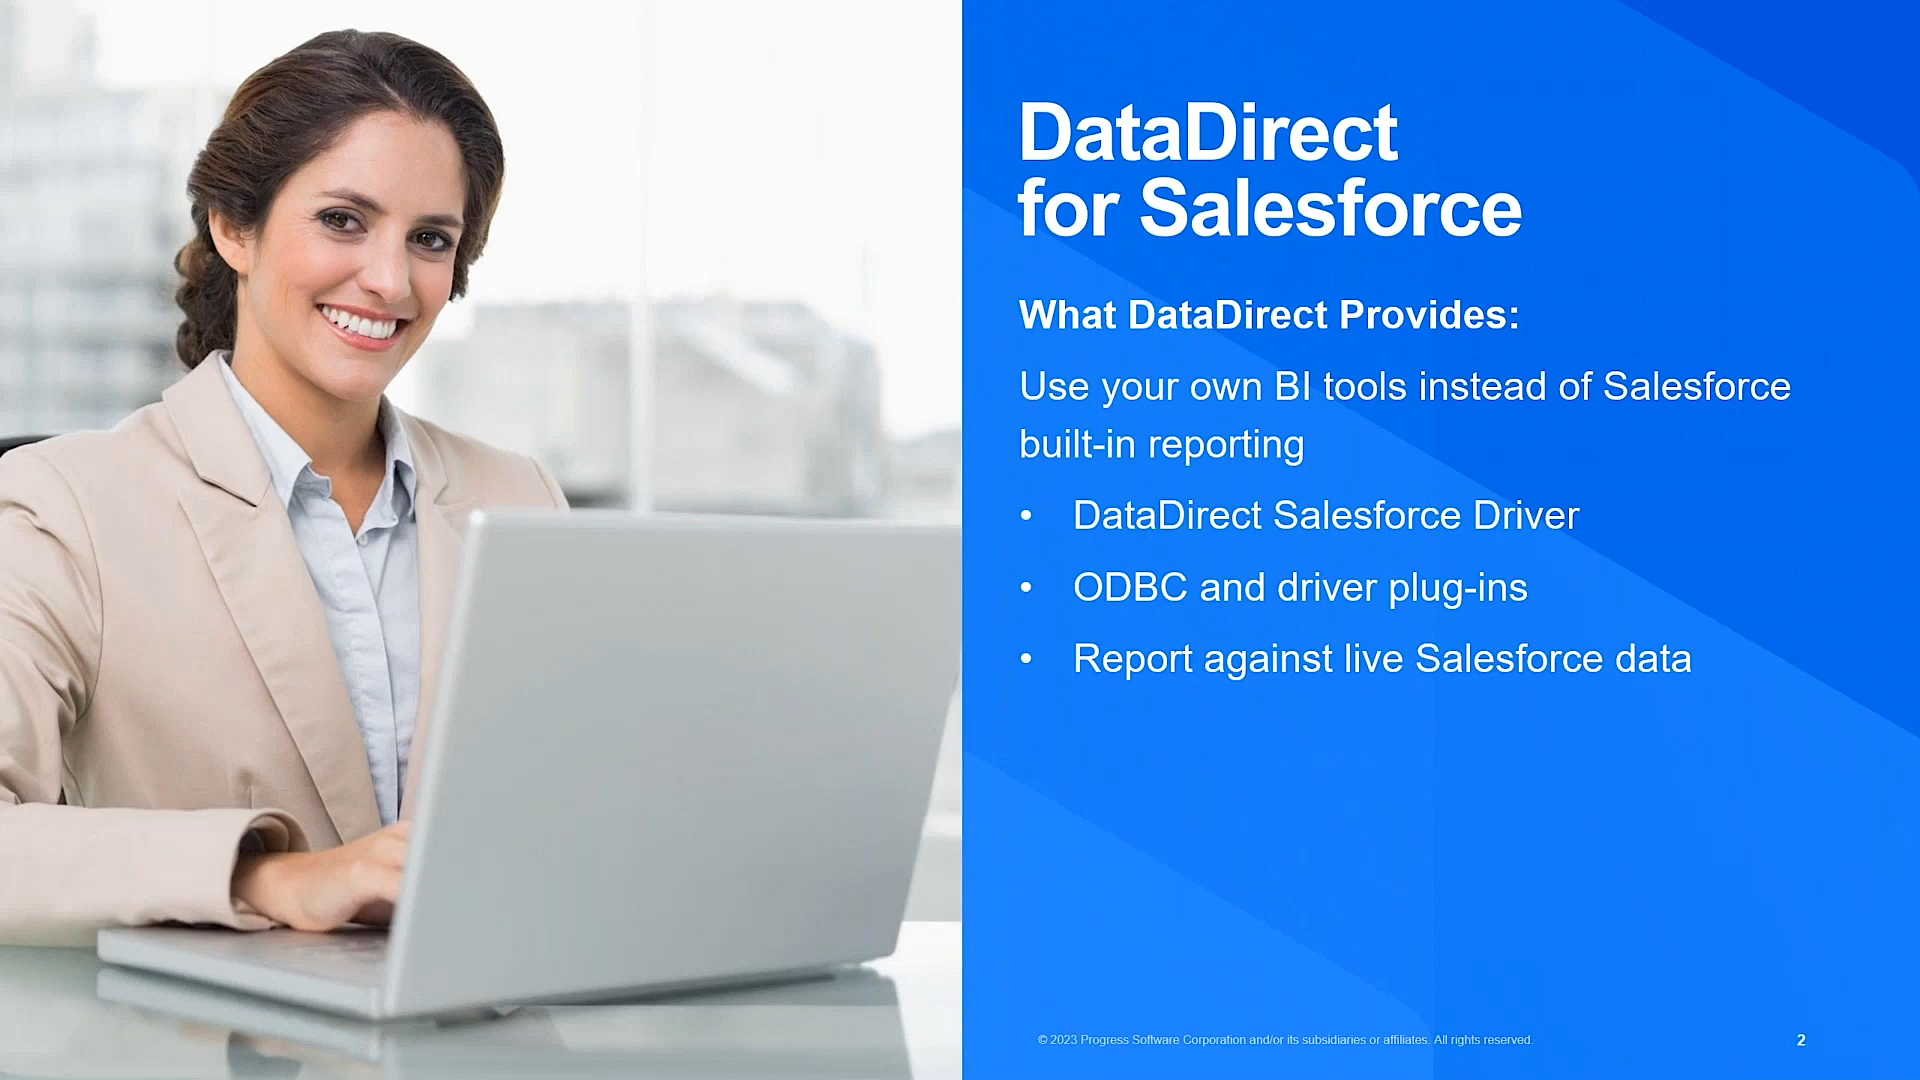 DataDirect
for Salesforce
What DataDirect Provides:
Use your own BI tools instead of Salesforce
built-in reporting
• DataDirect Salesforce Driver
• ODBC and driver plug-ins
• Report against live Salesforce data
© 2023 Progress Software Corporation and/or its subsidiaries or affiliates. All rights reserved.
2